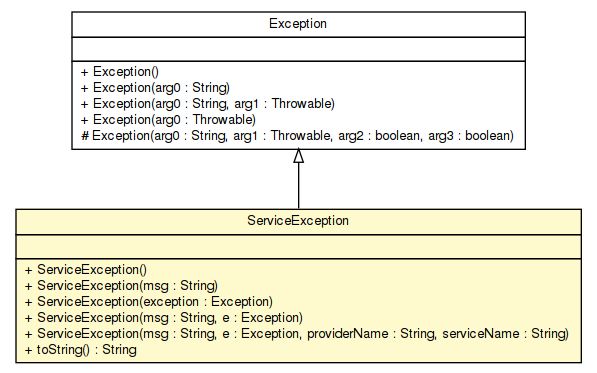 Exception
+ Exception()
+ Exception(arg0 : String)
+ Exception(arg0 : String, arg1 : Throwable)
+ Exception(arg0 : Throwable)
# Exception(arg0 : String, arg1 : Throwable, arg2 : boolean, arg3 : boolean)
ServiceException
+ ServiceException()
+ ServiceException(msg : String)
+ ServiceException(exception : Exception)
+ ServiceException(msg : String, e : Exception)
+ ServiceException(msg : String, e : Exception, providerName : String, serviceName : String)
+ toString() : String